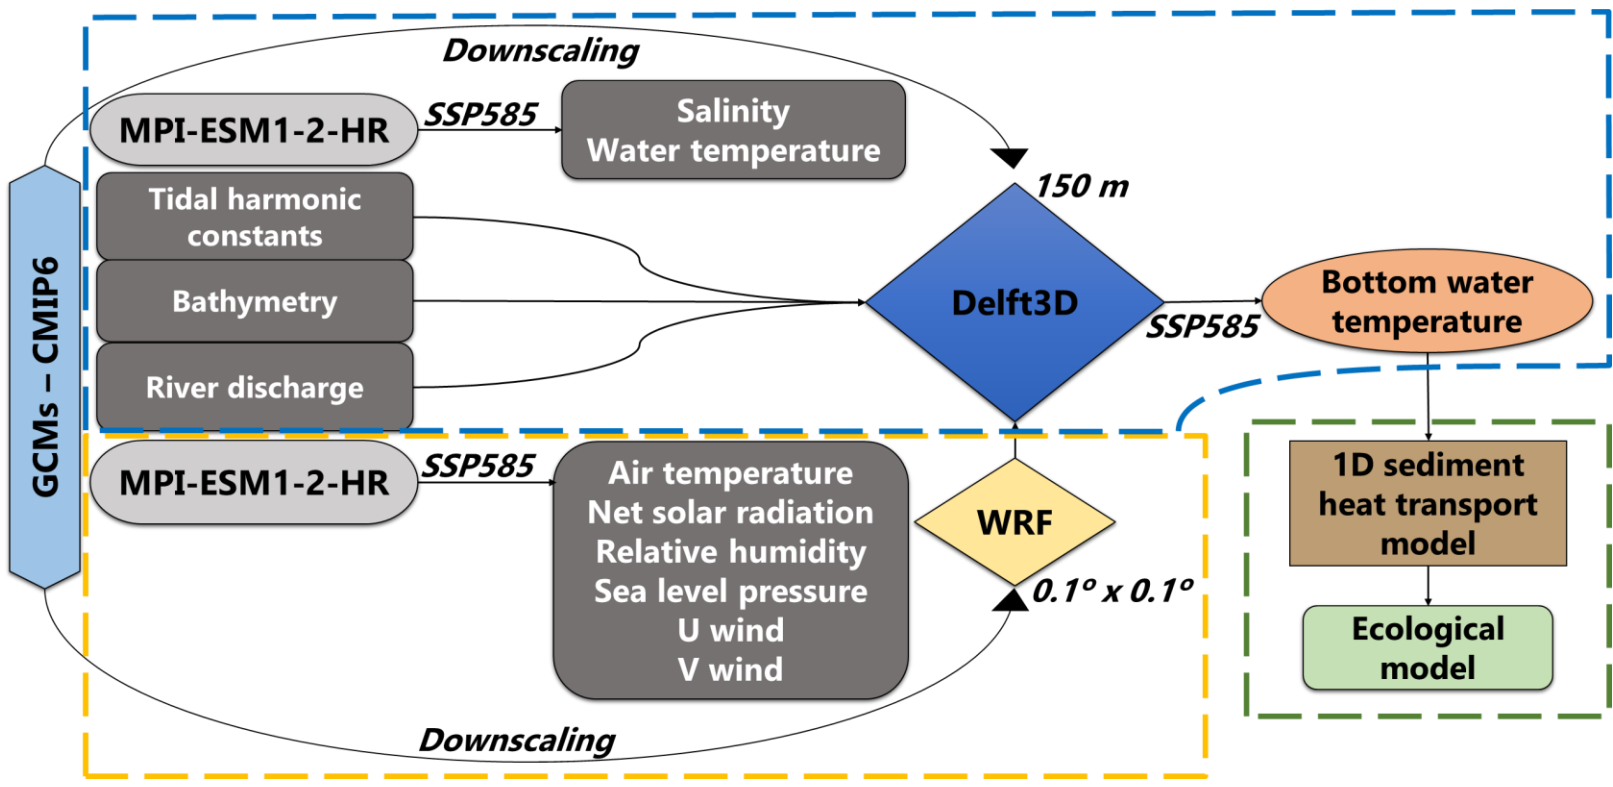 Downscaling
MPI-ESM1-2-HR
SSP585
Salinity
Water temperature
150 m
Tidal harmonic
constants
Bathymetry
River discharge
GCMs – CMIP6
Delft3D
SSP585
Bottom water
temperature
MPI-ESM1-2-HR
SSP585
Air temperature
Net solar radiation
Relative humidity
Sea level pressure
U wind
V wind
WRF
0.1º x 0.1º
Downscaling
1D sediment
heat transport
model
Ecological
model